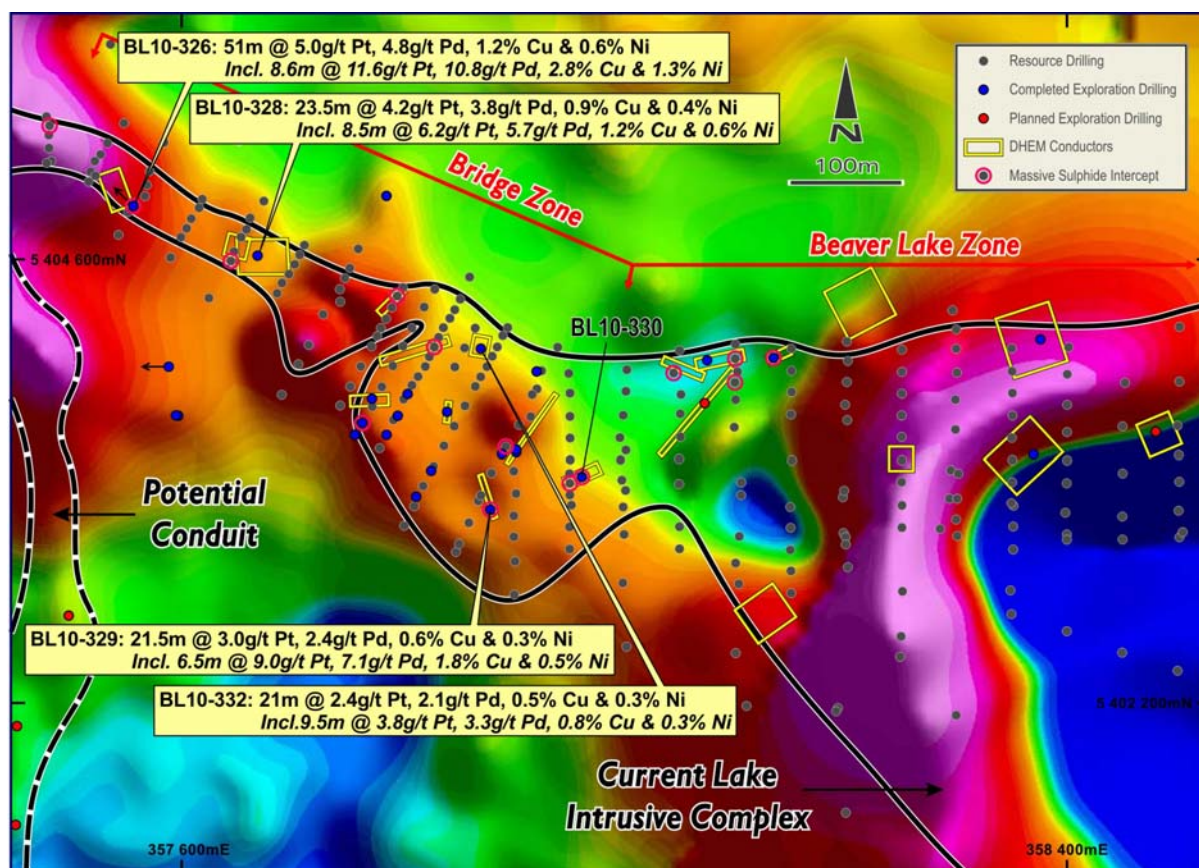 BL10-326: 51m @ 5.0g/t Pt, 4.8g/t Pd, 1.2% Cu & 0.6% Ni
Incl. 8.6m @ 11.6g/t Pt, 10.8g/t Pd, 2.8% Cu & 1.3% Ni
BL10-328: 23.5m @ 4.2g/t Pt, 3.8g/t Pd, 0.9% Cu & 0.4% Ni
Incl. 8.5m @ 6.2g/t Pt, 5.7g/t Pd, 1.2% Cu & 0.6% Ni
N
100m
Resource Drilling
Completed Exploration Drilling
Planned Exploration Drilling
DHEM Conductors
Massive Sulphide Intercept
Bridge Zone
Beaver Lake Zone
5 404 600mN
BL10-330
Potential
Conduit
BL10-329: 21.5m @ 3.0g/t Pt, 2.4g/t Pd, 0.6% Cu & 0.3% Ni
Incl. 6.5m @ 9.0g/t Pt, 7.1g/t Pd, 1.8% Cu & 0.5% Ni
BL10-332: 21m @ 2.4g/t Pt, 2.1g/t Pd, 0.5% Cu & 0.3% Ni
Incl.9.5m @ 3.8g/t Pt, 3.3g/t Pd, 0.8% Cu & 0.3% Ni
5 402 200mN
Current Lake
Intrusive Complex
357 600mE
358 400mE